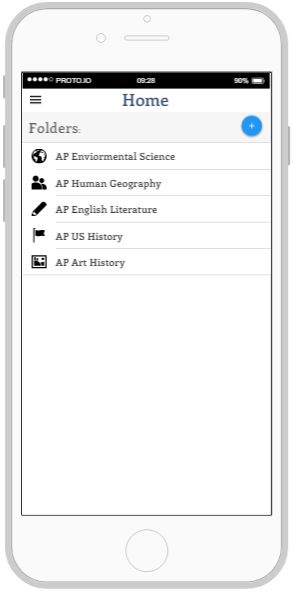 PROTO.IO 09:28 90%
Home
Folders:
AP Enviormental Science
AP Human Geography
AP English Literature
AP US History
AP Art History